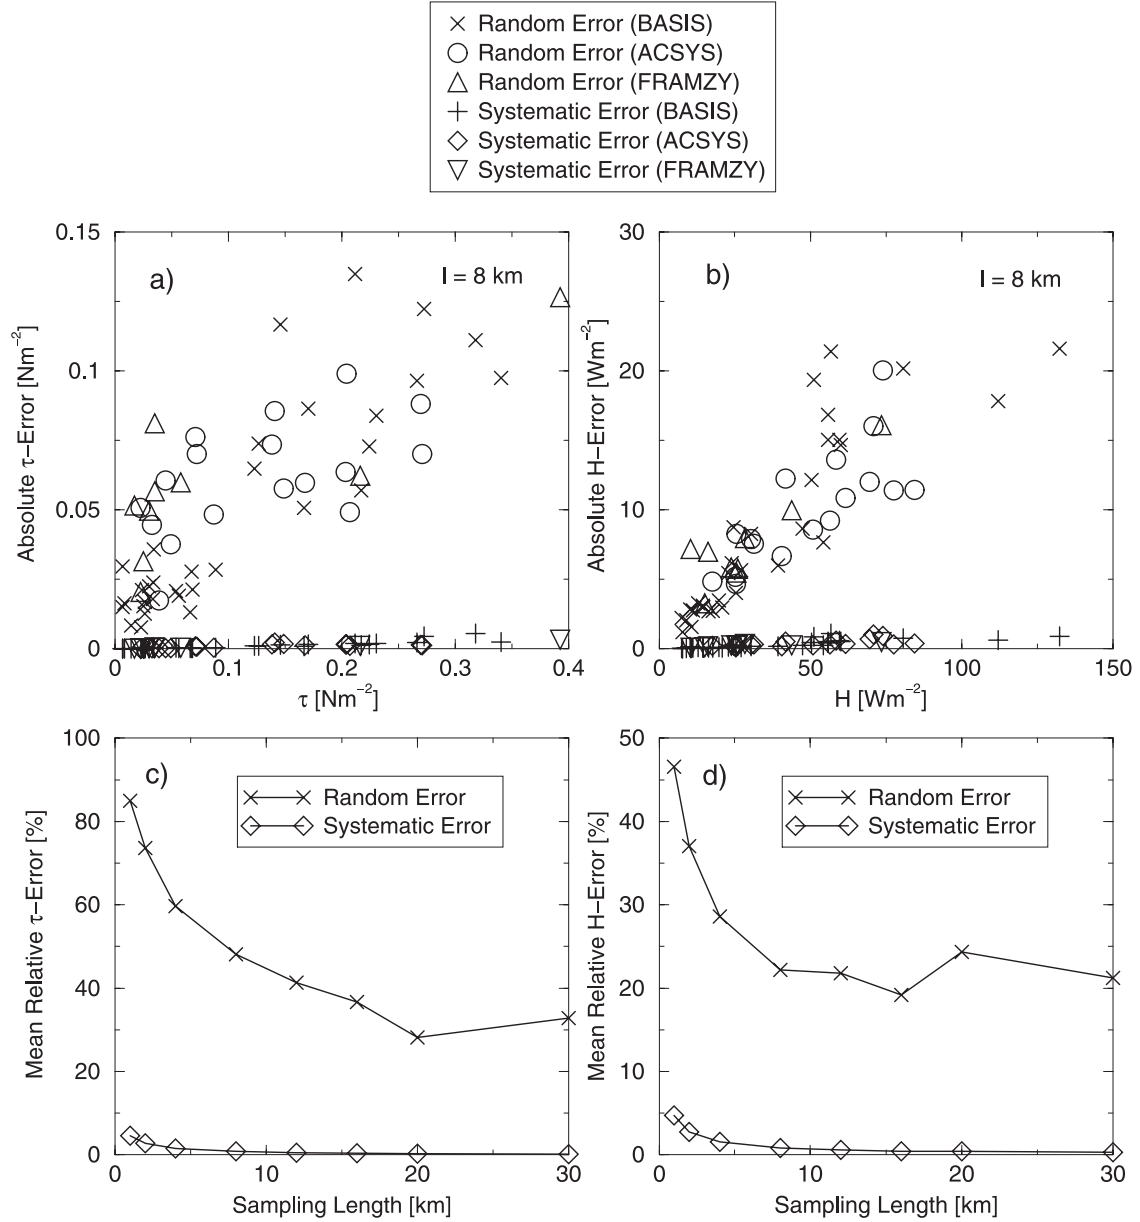 Random Error (BASIS)
Random Error (ACSYS)
Random Error (FRAMZY)
Systematic Error (BASIS)
Systematic Error (ACSYS)
Systematic Error (FRAMZY)
a)
l = 8 km
0.15
0.1
0.05
0
Absolute τ−Error [Nm⁻²]
0 0.1 0.2 0.3 0.4
τ [Nm⁻²]
b)
l = 8 km
30
20
10
0
Absolute H−Error [Wm⁻²]
0 50 100 150
H [Wm⁻²]
c)
Random Error
Systematic Error
100
80
60
40
20
0
Mean Relative τ−Error [%]
0 10 20 30
Sampling Length [km]
d)
Random Error
Systematic Error
50
40
30
20
10
0
Mean Relative H−Error [%]
0 10 20 30
Sampling Length [km]